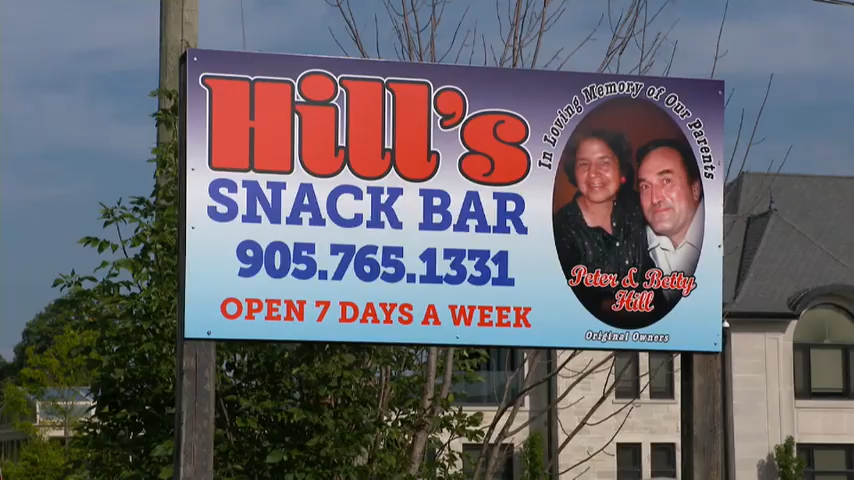 Hill's
SNACK BAR
905.765.1331
OPEN 7 DAYS A WEEK
In Loving Memory of Our Parents
Peter & Betty
Hill
Original Owners